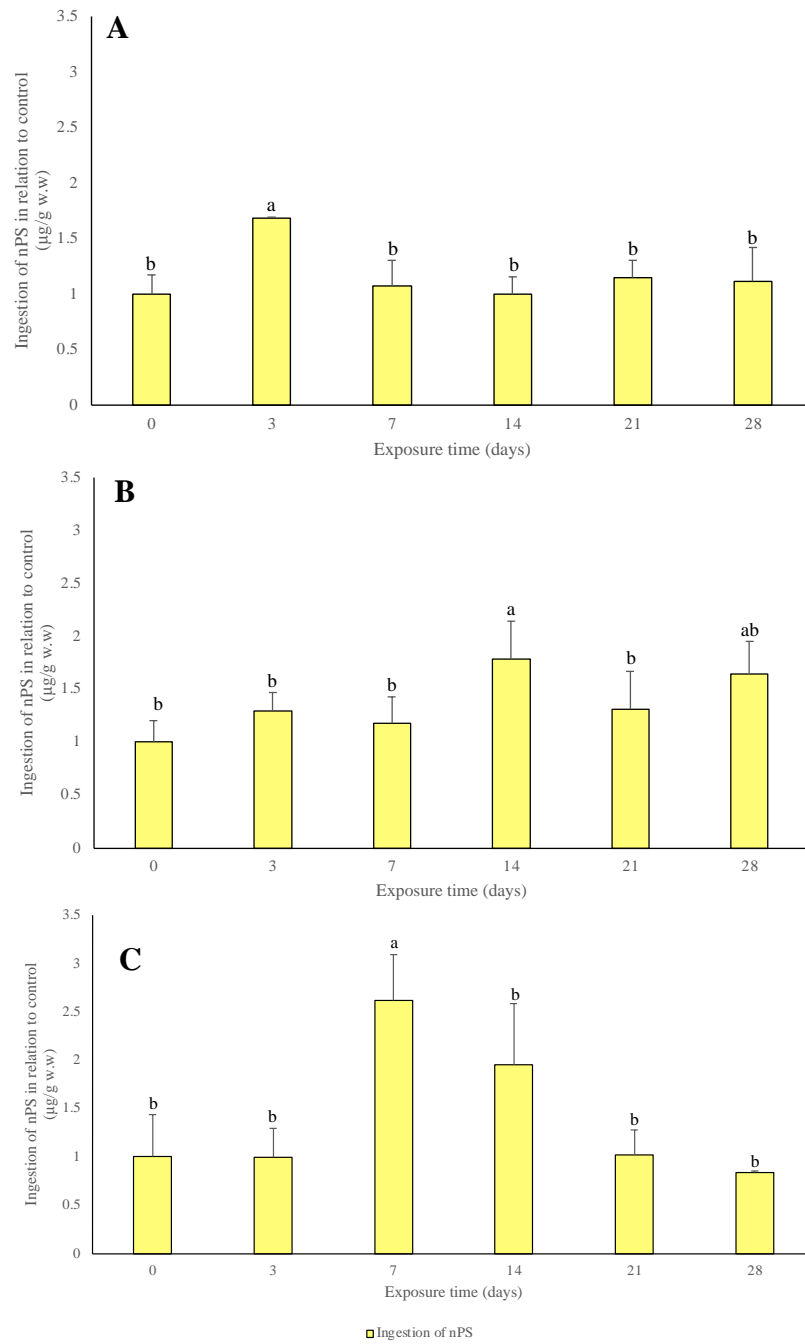 A
Ingestion of nPS in relation to control
(µg/g w.w)
3.5
3
2.5
2
1.5
1
0.5
0
b
a
b
b
b
b
0
3
7
14
21
28
Exposure time (days)
B
Ingestion of nPS in relation to control
(µg/g w.w)
3.5
3
2.5
2
1.5
1
0.5
0
b
b
b
a
b
ab
0
3
7
14
21
28
Exposure time (days)
C
Ingestion of nPS in relation to control
(µg/g w.w)
3.5
3
2.5
2
1.5
1
0.5
0
b
b
a
b
b
b
0
3
7
14
21
28
Exposure time (days)
Ingestion of nPS